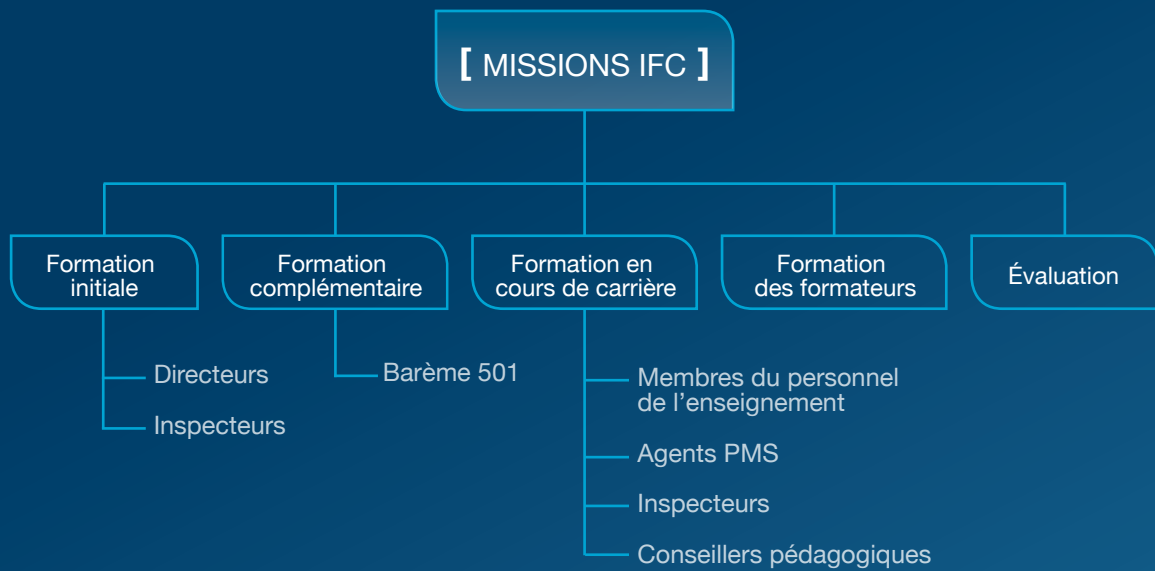 [ MISSIONS IFC ]
Formation
initiale
Formation
complémentaire
Formation en
cours de carrière
Formation
des formateurs
Évaluation
Directeurs
Inspecteurs
Barème 501
Membres du personnel
de l’enseignement
Agents PMS
Inspecteurs
Conseillers pédagogiques